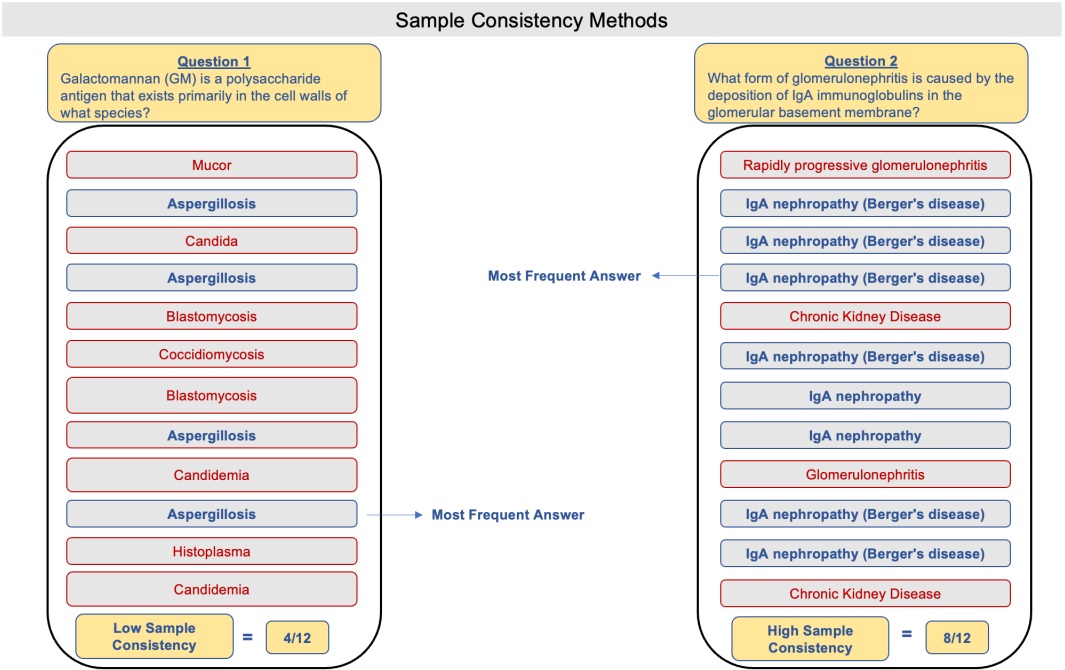 Sample Consistency Methods
Question 1
Galactomannan (GM) is a polysaccharide
antigen that exists primarily in the cell walls of
what species?
Mucor
Aspergillosis
Candida
Aspergillosis
Blastomycosis
Coccidiomycosis
Blastomycosis
Aspergillosis
Candidemia
Aspergillosis
Most Frequent Answer
Histoplasma
Candidemia
Low Sample
Consistency
=
4/12
Question 2
What form of glomerulonephritis is caused by the
deposition of IgA immunoglobulins in the
glomerular basement membrane?
Rapidly progressive glomerulonephritis
IgA nephropathy (Berger's disease)
IgA nephropathy (Berger's disease)
Most Frequent Answer
IgA nephropathy (Berger's disease)
Chronic Kidney Disease
IgA nephropathy (Berger's disease)
IgA nephropathy
IgA nephropathy
Glomerulonephritis
IgA nephropathy (Berger's disease)
IgA nephropathy (Berger's disease)
Chronic Kidney Disease
High Sample
Consistency
=
8/12